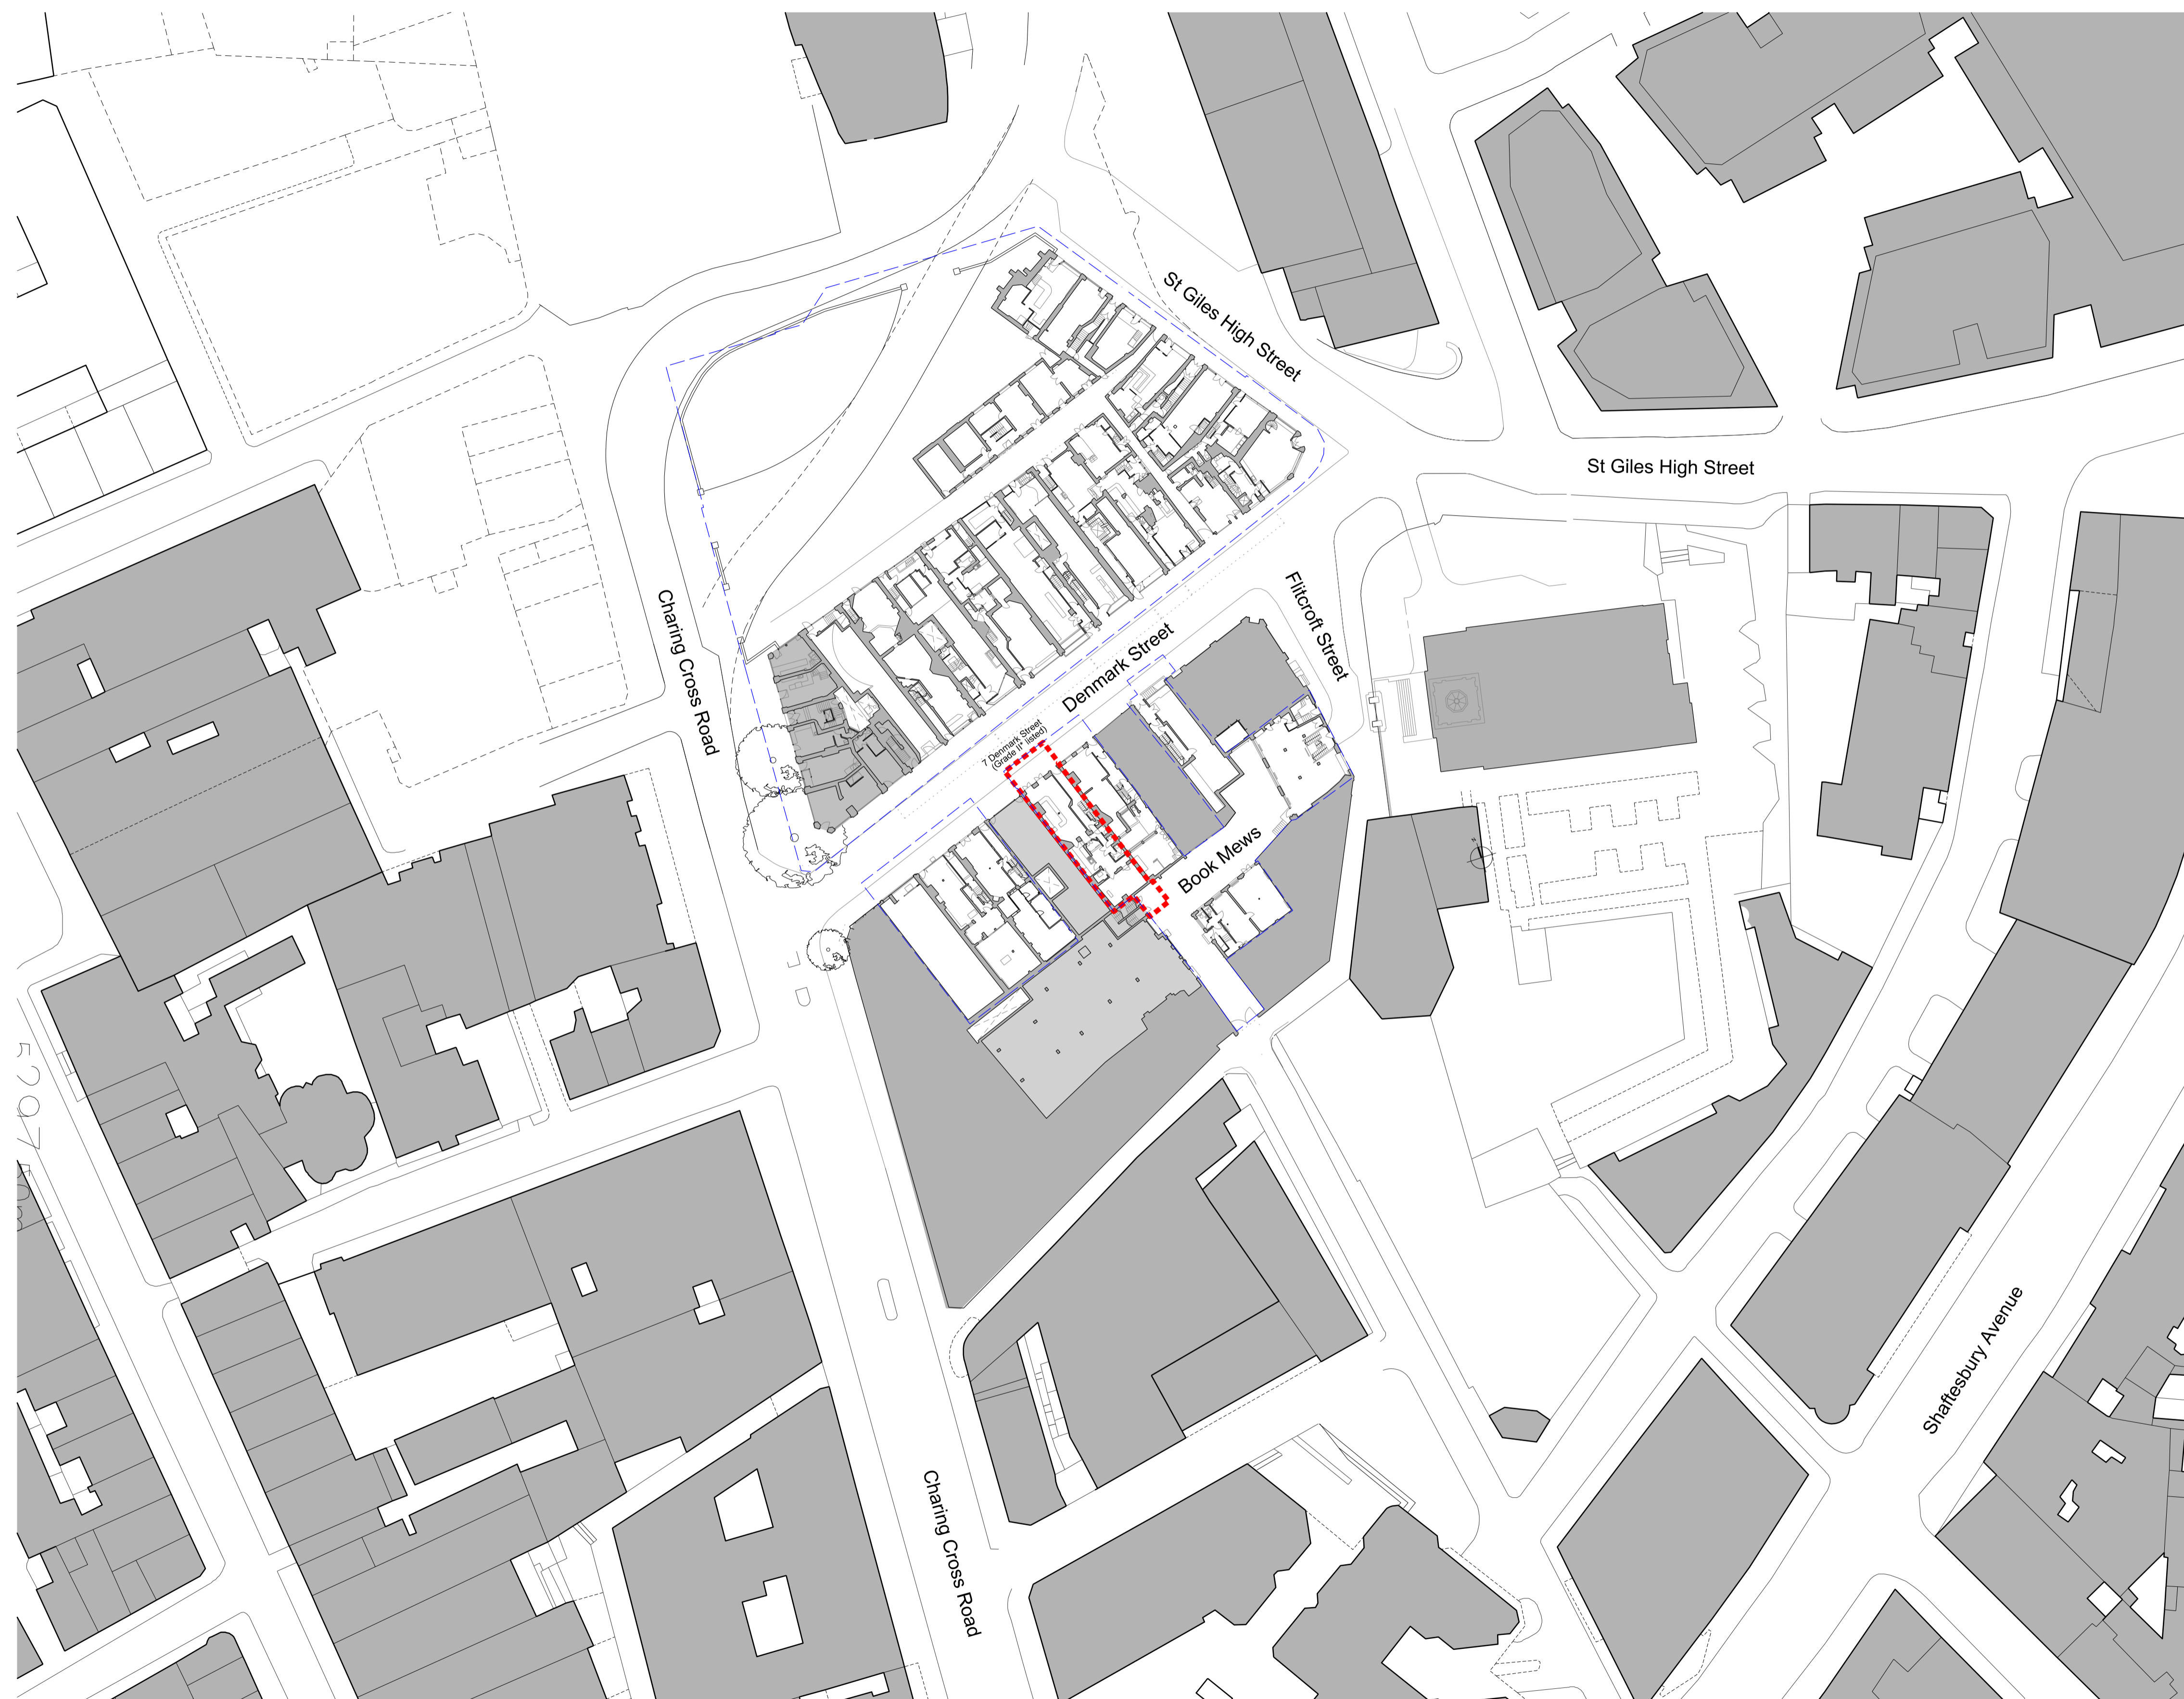 St Giles High Street
St Giles High Street
Flitcroft Street
Charing Cross Road
Denmark Street
7 Denmark Street
(Grade II* listed)
Book Mews
Shaftesbury Avenue
Charing Cross Road